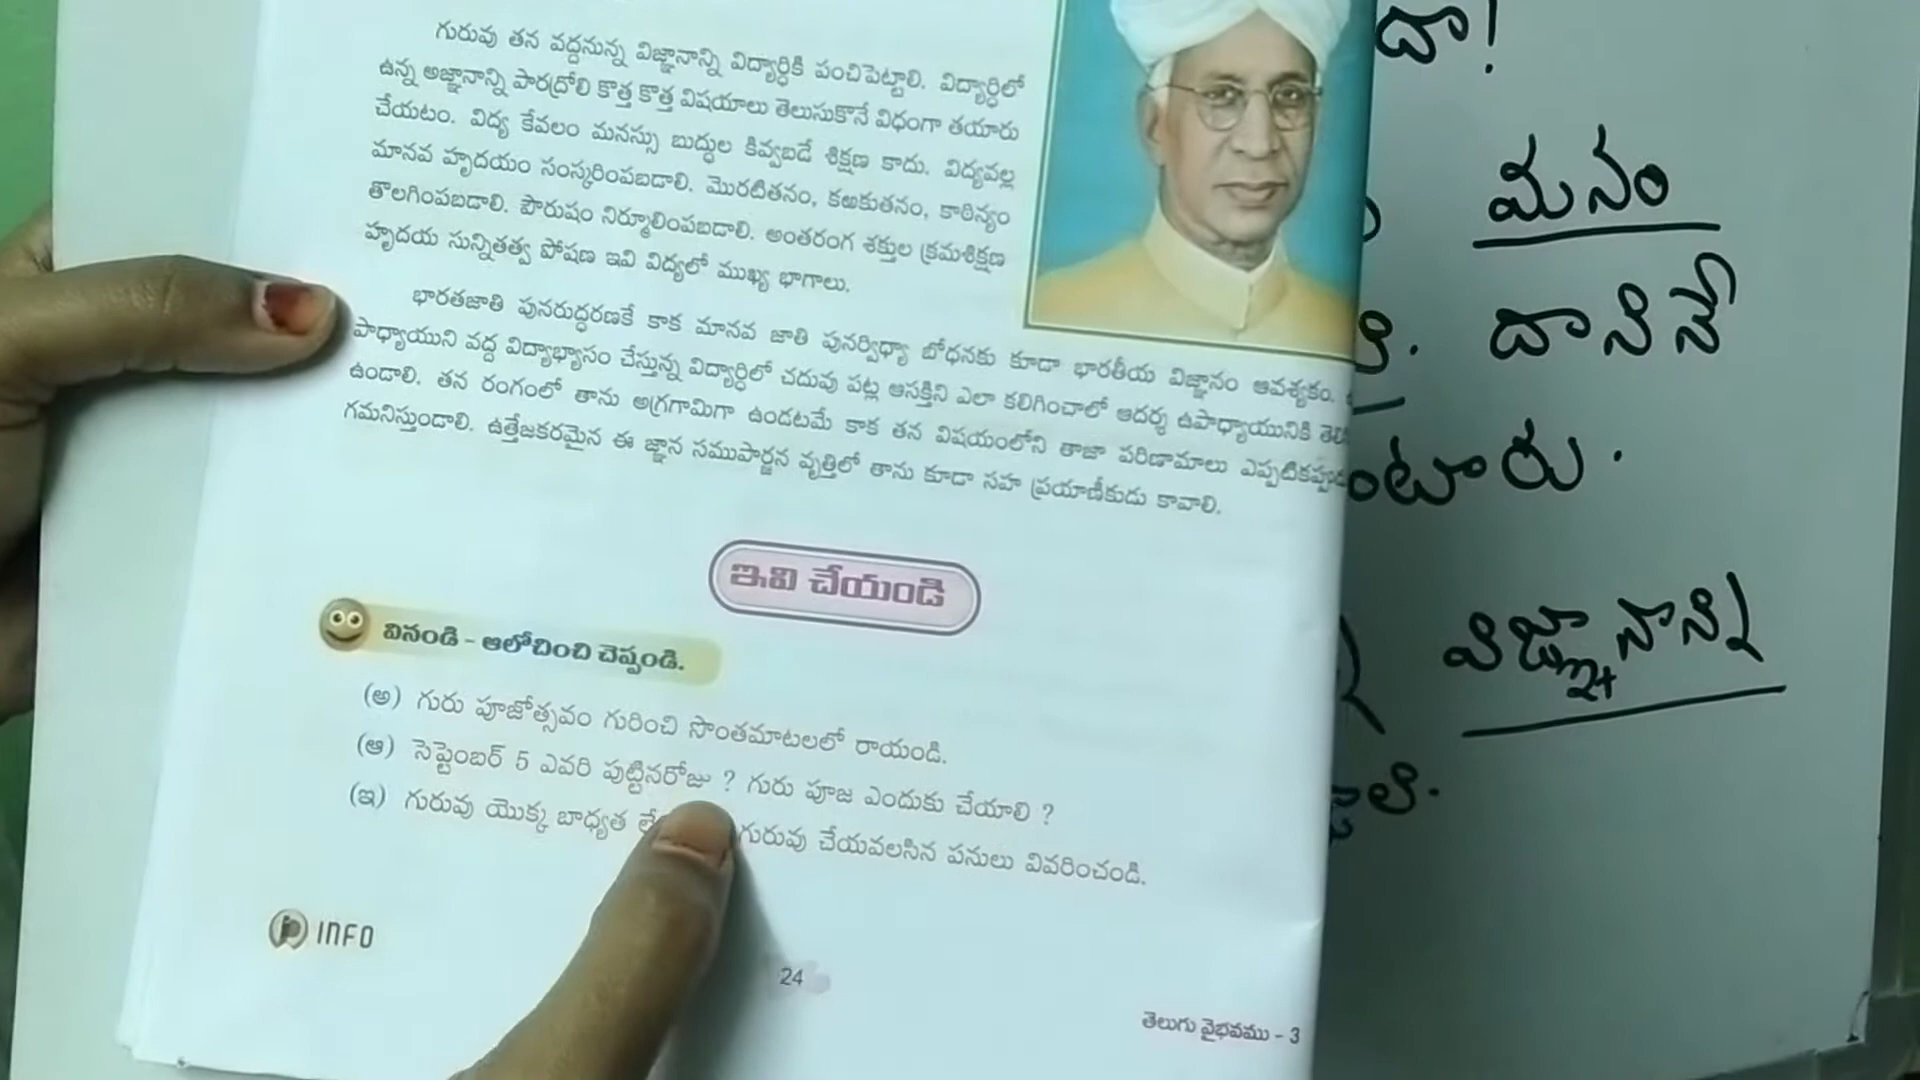 గురువు తన వద్దనున్న విజ్ఞానాన్ని విద్యార్థికి పంచిపెట్టాలి. విద్యార్థిలో
ఉన్న అజ్ఞానాన్ని పారద్రోలి కొత్త కొత్త విషయాలు తెలుసుకొనే విధంగా తయారు
చేయటం. విద్య కేవలం మనస్సు బుద్ధుల కివ్వబడే శిక్షణ కాదు. విద్యవల్ల
మానవ హృదయం సంస్కరింపబడాలి. మొరటితనం, కఱకుతనం, కాఠిన్యం
తొలగింపబడాలి. పౌరుషం నిర్మూలింపబడాలి. అంతరంగ శక్తుల క్రమశిక్షణ
హృదయ సున్నితత్వ పోషణ ఇవి విద్యలో ముఖ్య భాగాలు.
భారతజాతి పునరుద్ధరణకే కాక మానవ జాతి పునర్విధ్యా బోధనకు కూడా భారతీయ విజ్ఞానం ఆవశ్యకం.
పాధ్యాయుని వద్ద విద్యాభ్యాసం చేస్తున్న విద్యార్థిలో చదువు పట్ల ఆసక్తిని ఎలా కలిగించాలో ఆదర్శ ఉపాధ్యాయునికి
ఉండాలి. తన రంగంలో తాను అగ్రగామిగా ఉండటమే కాక తన విషయంలోని తాజా పరిణామాలు
గమనిస్తుండాలి. ఉత్తేజకరమైన ఈ జ్ఞాన సముపార్జన వృత్తిలో తాను కూడా సహ ప్రయాణీకుడు కావాలి.
ఇవి చేయండి
వినండి - ఆలోచించి చెప్పండి.
(అ) గురు పూజోత్సవం గురించి సొంతమాటలలో రాయండి.
(ఆ) సెప్టెంబర్ 5 ఎవరి పుట్టినరోజు ? గురు పూజ ఎందుకు చేయాలి ?
(ఇ) గురువు యొక్క బాధ్యత గురువు చేయవలసిన పనులు వివరించండి.
INFO
24
తెలుగు వైభవము - 3
దా!
మనం
దానినే
ంటారు.
విజ్ఞానాన్ని